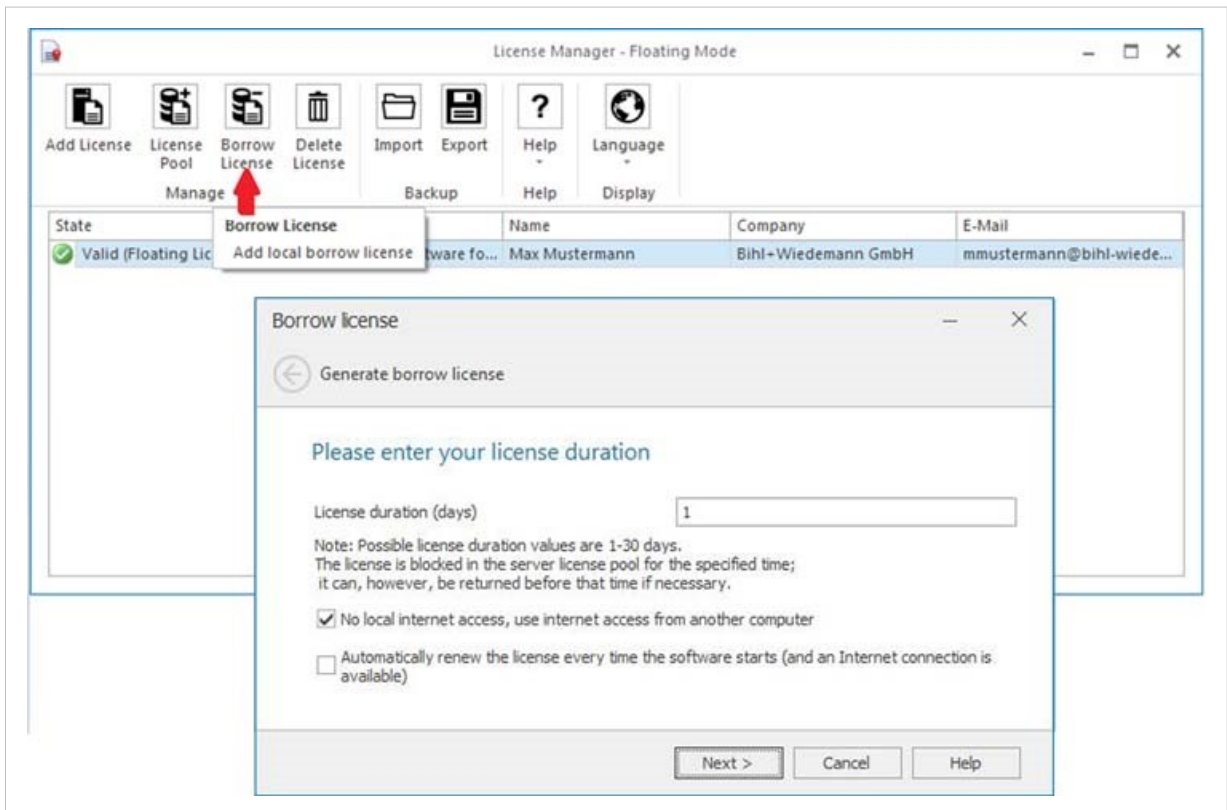 License Manager - Floating Mode
Add License
License Pool
Borrow License
Delete License
Import
Export
Help
Language
Manage
Backup
Help
Display
State
Name
Company
E-Mail
Borrow License
Add local borrow license
Valid (Floating Lic
tware fo...
Max Mustermann
Bihl+Wiedemann GmbH
mmustermann@bihl-wiede...
Borrow license
Generate borrow license
Please enter your license duration
License duration (days)
1
Note: Possible license duration values are 1-30 days.
The license is blocked in the server license pool for the specified time;
it can, however, be returned before that time if necessary.
No local internet access, use internet access from another computer
Automatically renew the license every time the software starts (and an Internet connection is
available)
Next >
Cancel
Help